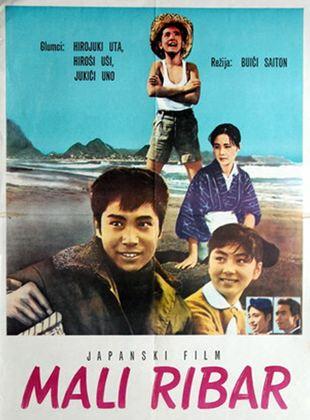 Glumci: HIROJUKI UTA,
HIROŠI UŠI,
JUKIĆI UNO
Režija: BUIĆI SAITON
JAPANSKI FILM
MALI RIBAR